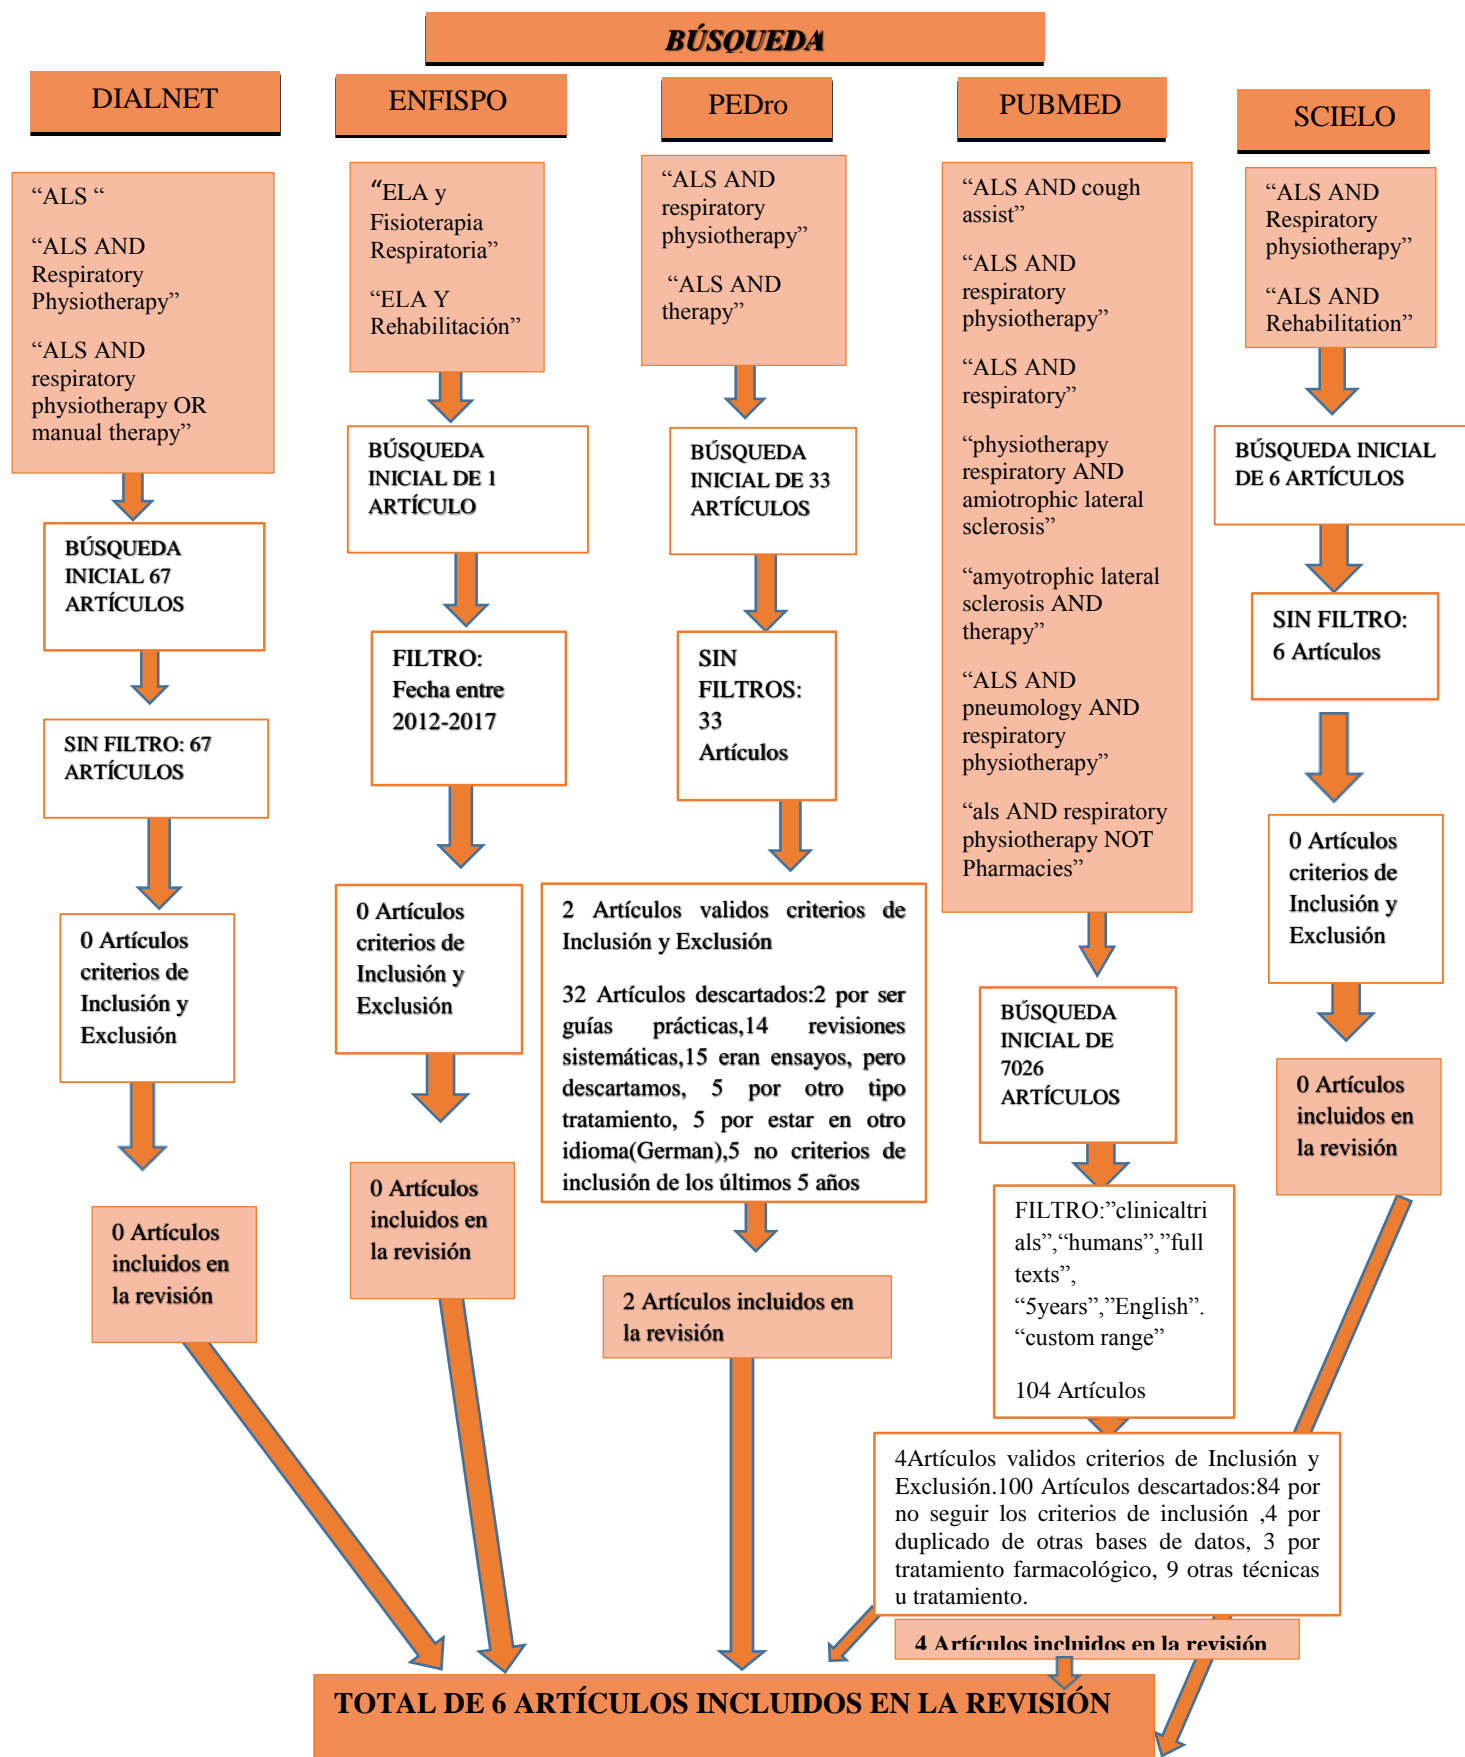 BÚSQUEDA
DIALNET
“ALS “
“ALS AND
Respiratory
Physiotherapy”
“ALS AND
respiratory
physiotherapy OR
manual therapy”
BÚSQUEDA
INICIAL 67
ARTÍCULOS
SIN FILTRO: 67
ARTÍCULOS
0 Artículos
criterios de
Inclusión y
Exclusión
0 Artículos
incluidos en
la revisión
ENFISPO
“ELA y
Fisioterapia
Respiratoria”
“ELA Y
Rehabilitación”
BÚSQUEDA
INICIAL DE 1
ARTÍCULO
FILTRO:
Fecha entre
2012-2017
0 Artículos
criterios de
Inclusión y
Exclusión
0 Artículos
incluidos en
la revisión
PEDro
“ALS AND
respiratory
physiotherapy”
“ALS AND
therapy”
BÚSQUEDA
INICIAL DE 33
ARTÍCULOS
SIN
FILTROS:
33
Artículos
2 Artículos validos criterios de
Inclusión y Exclusión
32 Artículos descartados:2 por ser
guías prácticas,14 revisiones
sistemáticas,15 eran ensayos, pero
descartamos, 5 por otro tipo
tratamiento, 5 por estar en otro
idioma(German),5 no criterios de
inclusión de los últimos 5 años
2 Artículos incluidos en
la revisión
PUBMED
“ALS AND cough
assist”
“ALS AND
respiratory
physiotherapy”
“ALS AND
respiratory”
“physiotherapy
respiratory AND
amiotrophic lateral
sclerosis”
“amyotrophic lateral
sclerosis AND
therapy”
“ALS AND
pneumology AND
respiratory
physiotherapy”
“als AND respiratory
physiotherapy NOT
Pharmacies”
BÚSQUEDA
INICIAL DE
7026
ARTÍCULOS
FILTRO:”clinicaltri
als”,“humans”,”full
texts”,
“5years”,”English”.
“custom range”
104 Artículos
4Artículos validos criterios de Inclusión y
Exclusión.100 Artículos descartados:84 por
no seguir los criterios de inclusión ,4 por
duplicado de otras bases de datos, 3 por
tratamiento farmacológico, 9 otras técnicas
u tratamiento.
4 Artículos incluidos en la revisión
SCIELO
“ALS AND
Respiratory
physiotherapy”
“ALS AND
Rehabilitation”
BÚSQUEDA INICIAL
DE 6 ARTÍCULOS
SIN FILTRO:
6 Artículos
0 Artículos
criterios de
Inclusión y
Exclusión
0 Artículos
incluidos en
la revisión
TOTAL DE 6 ARTÍCULOS INCLUIDOS EN LA REVISIÓN